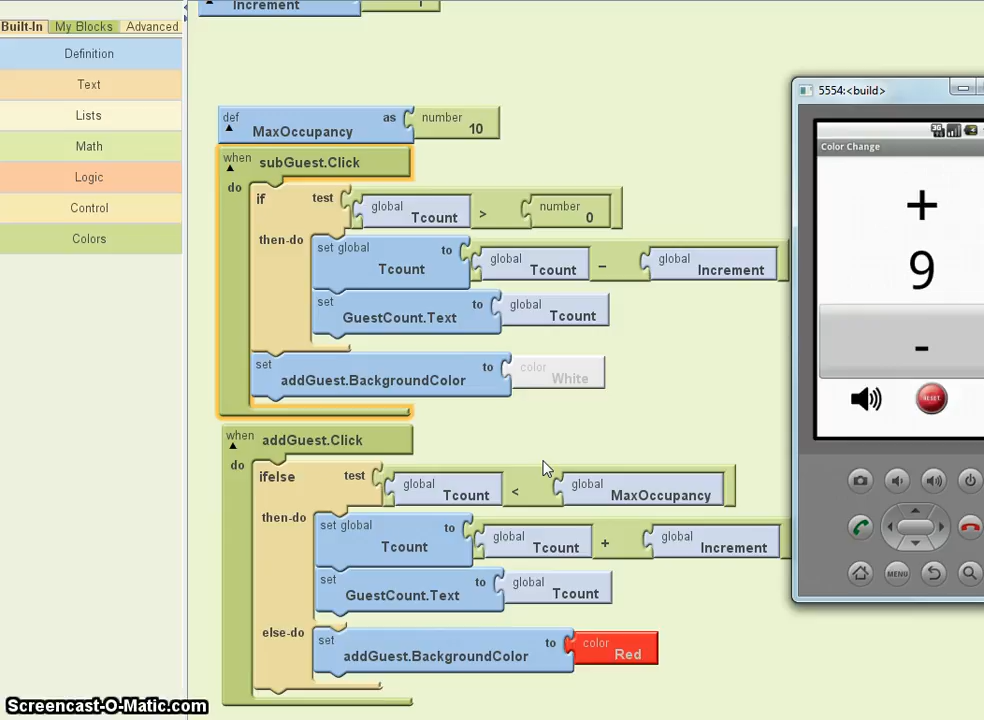 Increment
Built-In My Blocks Advanced
Definition
Text
Lists
Math
Logic
Control
Colors
def MaxOccupancy as number 10
when subGuest.Click
do
if test global Tcount > number 0
then-do set global Tcount to global Tcount - global Increment
set GuestCount.Text to global Tcount
set addGuest.BackgroundColor to color White
when addGuest.Click
do
ifelse test global Tcount < global MaxOccupancy
then-do set global Tcount to global Tcount + global Increment
set GuestCount.Text to global Tcount
else-do set addGuest.BackgroundColor to color Red
5554:<build>
3G
Color Change
+
9
-
RESET
MENU
Screencast-O-Matic.com